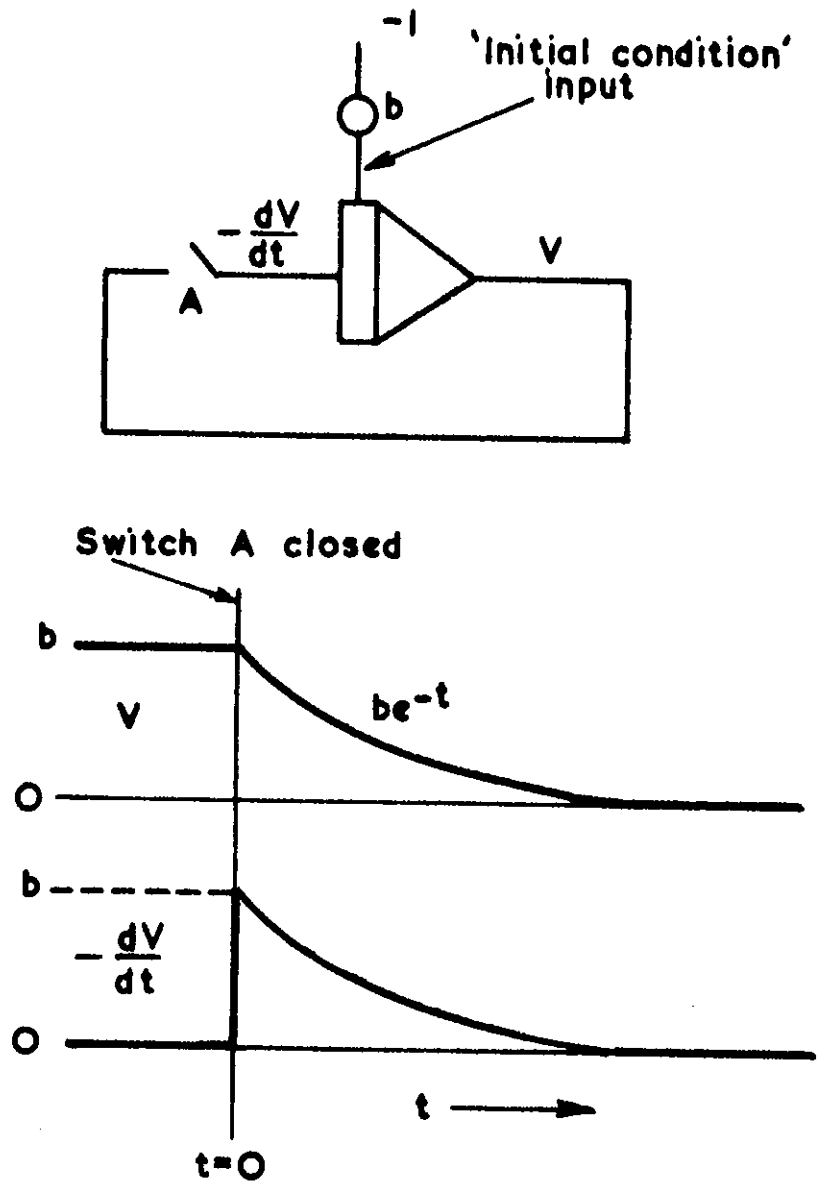 -1
'Initial condition'
input
b
- dV/dt
V
A
Switch A closed
b
V
be^-t
O
b
- dV/dt
O
t
t=O